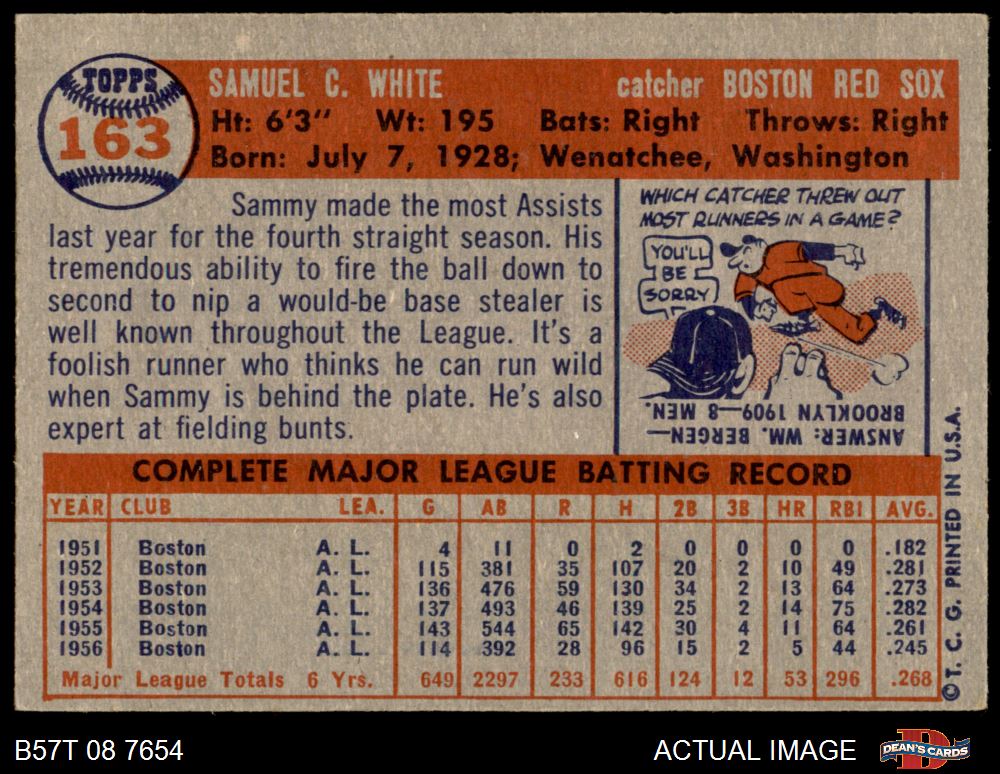 TOPPS
163
SAMUEL C. WHITE catcher BOSTON RED SOX
Ht: 6'3" Wt: 195 Bats: Right Throws: Right
Born: July 7, 1928; Wenatchee, Washington
Sammy made the most Assists
last year for the fourth straight season. His
tremendous ability to fire the ball down to
second to nip a would-be base stealer is
well known throughout the League. It's a
foolish runner who thinks he can run wild
when Sammy is behind the plate. He's also
expert at fielding bunts.
WHICH CATCHER THREW OUT
MOST RUNNERS IN A GAME?
YOU'LL
BE
SORRY
ANSWER: WM. BERGEN—
BROOKLYN 1909—8 MEN.
COMPLETE MAJOR LEAGUE BATTING RECORD
YEAR CLUB LEA. G AB R H 2B 3B HR RBI AVG.
1951 Boston A. L. 4 11 0 2 0 0 0 0 .182
1952 Boston A. L. 115 381 35 107 20 2 10 49 .281
1953 Boston A. L. 136 476 59 130 34 2 13 64 .273
1954 Boston A. L. 137 493 46 139 25 2 14 75 .282
1955 Boston A. L. 143 544 65 142 30 4 11 64 .261
1956 Boston A. L. 114 392 28 96 15 2 5 44 .245
Major League Totals 6 Yrs. 649 2297 233 616 124 12 53 296 .268
© T. C. G. PRINTED IN U.S.A.
B57T 08 7654 ACTUAL IMAGE
DEAN'S CARDS